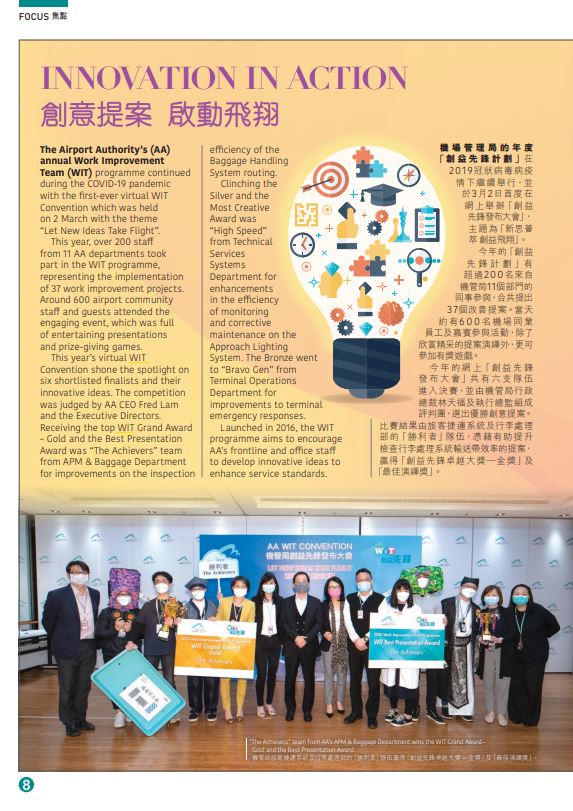 FOCUS 焦點
INNOVATION IN ACTION
創意提案 啟動飛翔
The Airport Authority's (AA)
annual Work Improvement
Team (WIT) programme continued
during the COVID-19 pandemic
with the first-ever virtual WIT
Convention which was held
on 2 March with the theme
"Let New Ideas Take Flight".
This year, over 200 staff
from 11 AA departments took
part in the WIT programme,
representing the implementation
of 37 work improvement projects.
Around 600 airport community
staff and guests attended the
engaging event, which was full
of entertaining presentations
and prize-giving games.
This year's virtual WIT
Convention shone the spotlight on
six shortlisted finalists and their
innovative ideas. The competition
was judged by AA CEO Fred Lam
and the Executive Directors.
Receiving the top WIT Grand Award
– Gold and the Best Presentation
Award was "The Achievers" team
from APM & Baggage Department
for improvements on the inspection
efficiency of the
Baggage Handling
System routing.
Clinching the
Silver and the
Most Creative
Award was
"High Speed"
from Technical
Services
Systems
Department for
enhancements
in the efficiency
of monitoring
and corrective
maintenance on the
Approach Lighting
System. The Bronze went
to "Bravo Gen" from
Terminal Operations
Department for
improvements to terminal
emergency responses.
Launched in 2016, the WIT
programme aims to encourage
AA's frontline and office staff
to develop innovative ideas to
enhance service standards.
機場管理局的年度
「創益先鋒計劃」在
2019冠狀病毒病疫
情下繼續舉行，並
於3月2日首度在
網上舉辦「創益
先鋒發布大會」，
主題為「新思薈
萃創益飛翔」。
今年的「創益
先鋒計劃」有
超過200名來自
機管局11個部門的
同事參與，合共提出
37個改善提案。當天
約有600名機場同業
員工及嘉賓參與活動，除了
欣賞精采的提案演繹外，更可
參加有獎遊戲。
今年的網上「創益先鋒
發布大會」共有六支隊伍
進入決賽，並由機管局行政
總裁林天福及執行總監組成
評判團，選出優勝創意提案。
比賽結果由旅客捷運系統及行李處理
部的「勝利者」隊伍，憑藉有助提升
檢查行李處理系統輸送帶效率的提案，
贏得「創益先鋒卓越大獎—金獎」及
「最佳演繹獎」。
勝利者
The Achievers
AA WIT CONVENTION
機管局創益先鋒發布大會
LET NEW IDEAS TAKE FLIGHT
WiT
創益先鋒
2020 Work Improvement Team Programme
WIT Grand Award
Gold
"The Achievers"
2020 Work Improvement Team Programme
WIT Best Presentation Award
"The Achievers"
"The Achievers" team from AA's APM & Baggage Department wins the WIT Grand Award –
Gold and the Best Presentation Award.
機管局旅客捷運系統及行李處理部的「勝利者」隊伍贏得「創益先鋒卓越大獎—金獎」及「最佳演繹獎」。
8